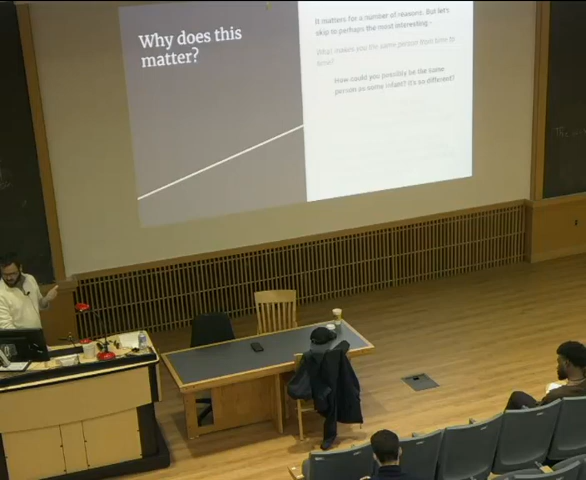 Why does this
matter?
It matters for a number of reasons. But let's
skip to perhaps the most interesting -
What makes you the same person from time to
time?
How could you possibly be the same
person as some infant? It's so different!